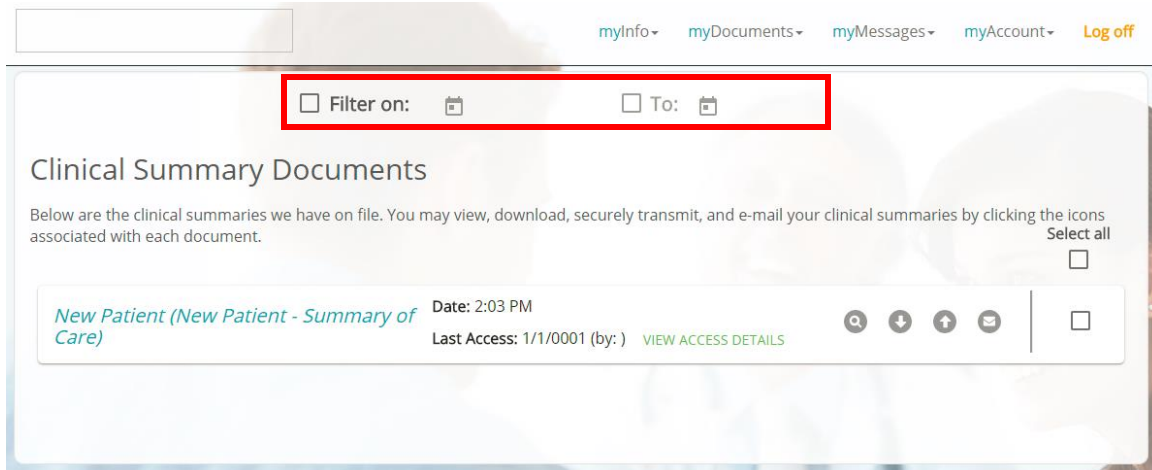 myInfo myDocuments myMessages myAccount Log off
Filter on: To:
Clinical Summary Documents
Below are the clinical summaries we have on file. You may view, download, securely transmit, and e-mail your clinical summaries by clicking the icons
associated with each document.
Select all
New Patient (New Patient - Summary of
Care)
Date: 2:03 PM
Last Access: 1/1/0001 (by: ) VIEW ACCESS DETAILS